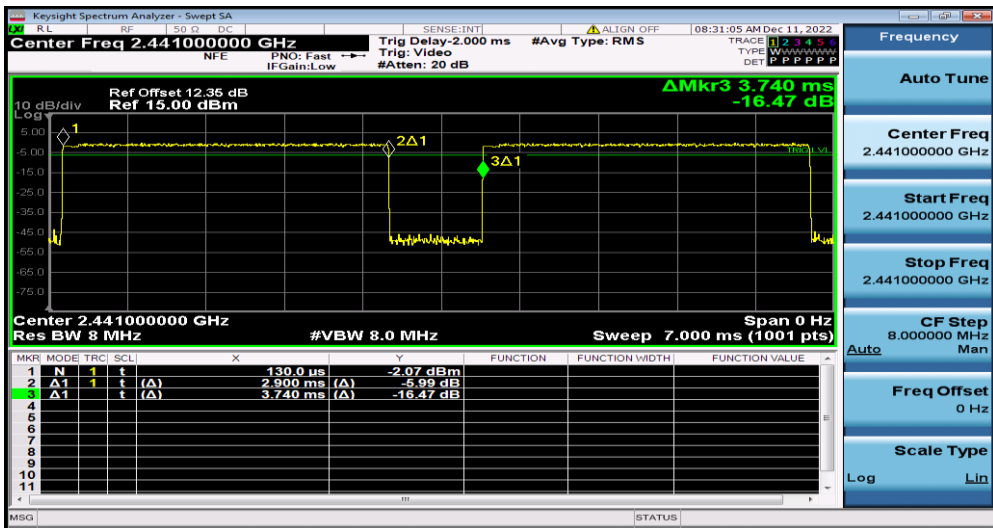 Keysight Spectrum Analyzer - Swept SA
LXI RL RF 50 Ω DC SENSE:INT ALIGN OFF 08:31:05 AM Dec 11, 2022
Center Freq 2.441000000 GHz
NFE PNO: Fast IFGain:Low
Trig Delay-2.000 ms #Avg Type: RMS
Trig: Video
#Atten: 20 dB
TRACE 1 2 3 4 5 6
TYPE WWWWWW
DET P P P P P P
Frequency
Auto Tune
Center Freq
2.441000000 GHz
Start Freq
2.441000000 GHz
Stop Freq
2.441000000 GHz
CF Step
8.000000 MHz
Auto Man
Freq Offset
0 Hz
Scale Type
Log Lin
ΔMkr3 3.740 ms
-16.47 dB
Ref Offset 12.35 dB
10 dB/div Ref 15.00 dBm
Log
1
2Δ1
3Δ1
TRIG LVL
5.00
-5.00
-15.0
-25.0
-35.0
-45.0
-55.0
-65.0
-75.0
Center 2.441000000 GHz Span 0 Hz
Res BW 8 MHz #VBW 8.0 MHz Sweep 7.000 ms (1001 pts)
MKR MODE TRC SCL X Y FUNCTION FUNCTION WIDTH FUNCTION VALUE
1 N 1 t 130.0 µs -2.07 dBm
2 Δ1 1 t (Δ) 2.900 ms (Δ) -5.99 dB
3 Δ1 t (Δ) 3.740 ms (Δ) -16.47 dB
4
5
6
7
8
9
10
11
MSG STATUS